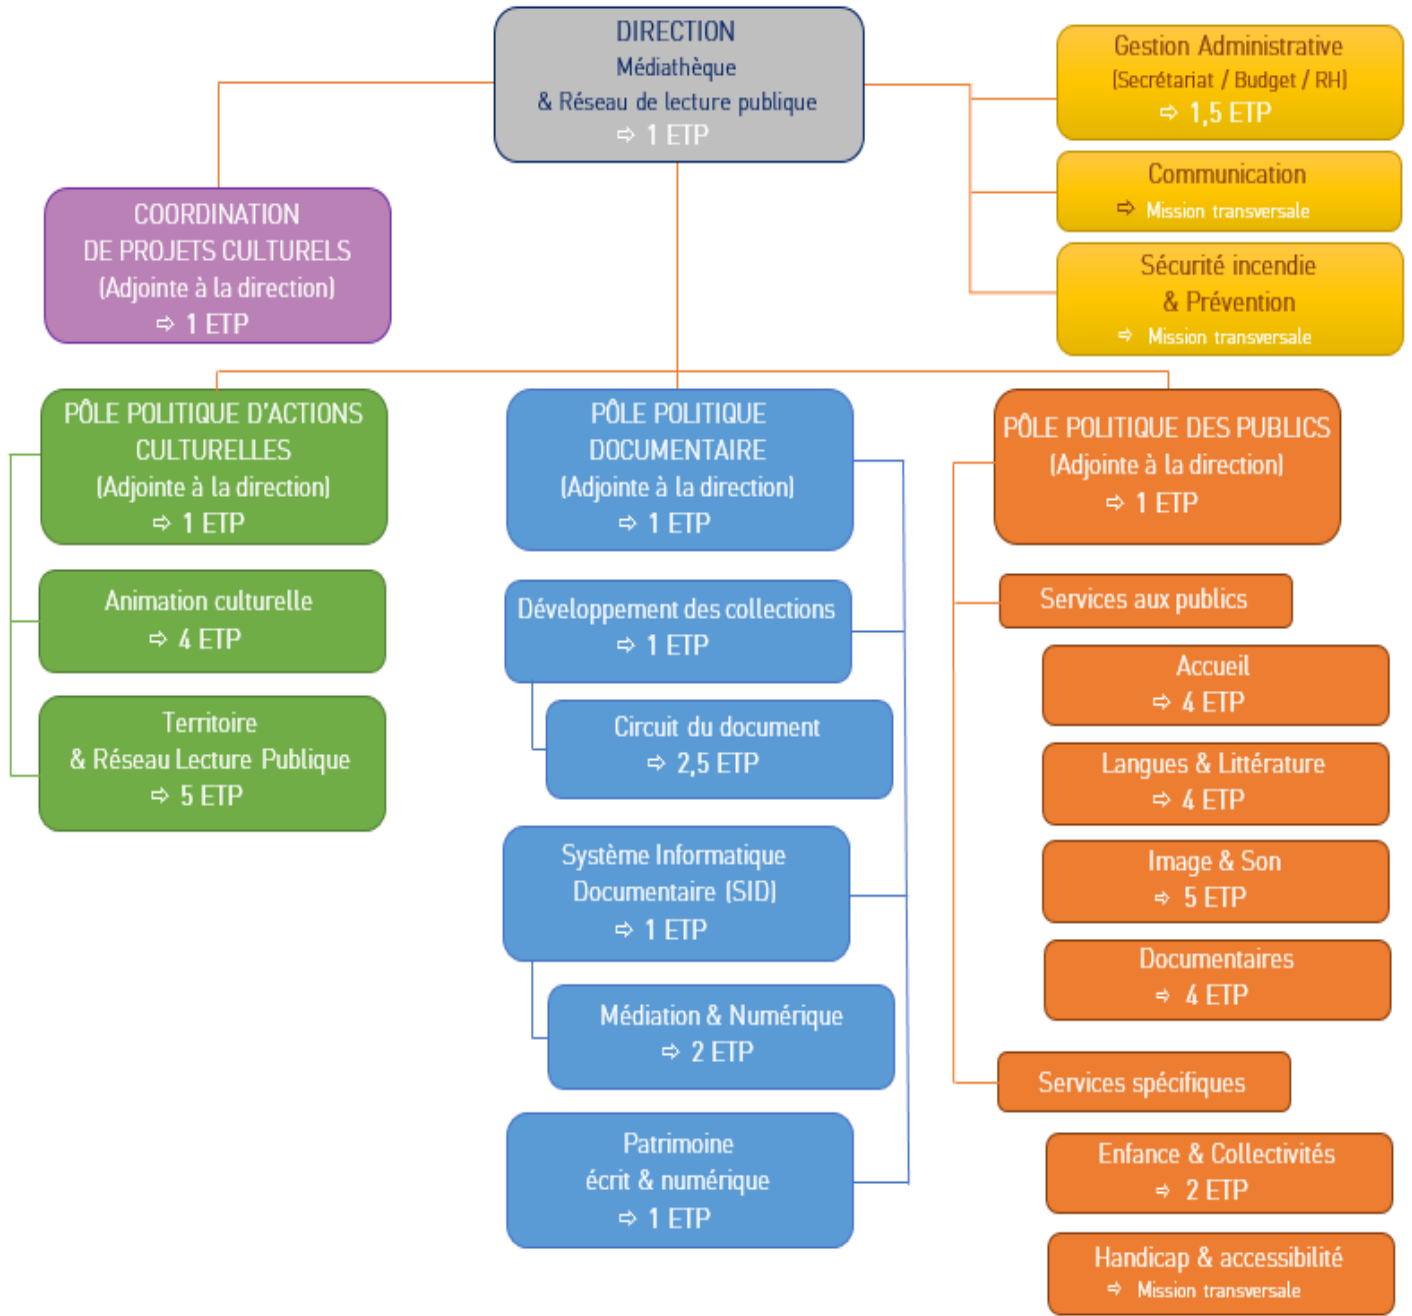 DIRECTION
Médiathèque
& Réseau de lecture publique
⇨ 1 ETP
Gestion Administrative
(Secrétariat / Budget / RH)
⇨ 1,5 ETP
Communication
⇨ Mission transversale
Sécurité incendie
& Prévention
⇨ Mission transversale
COORDINATION
DE PROJETS CULTURELS
(Adjointe à la direction)
⇨ 1 ETP
PÔLE POLITIQUE D'ACTIONS
CULTURELLES
(Adjointe à la direction)
⇨ 1 ETP
Animation culturelle
⇨ 4 ETP
Territoire
& Réseau Lecture Publique
⇨ 5 ETP
PÔLE POLITIQUE
DOCUMENTAIRE
(Adjointe à la direction)
⇨ 1 ETP
Développement des collections
⇨ 1 ETP
Circuit du document
⇨ 2,5 ETP
Système Informatique
Documentaire (SID)
⇨ 1 ETP
Médiation & Numérique
⇨ 2 ETP
Patrimoine
écrit & numérique
⇨ 1 ETP
PÔLE POLITIQUE DES PUBLICS
(Adjointe à la direction)
⇨ 1 ETP
Services aux publics
Accueil
⇨ 4 ETP
Langues & Littérature
⇨ 4 ETP
Image & Son
⇨ 5 ETP
Documentaires
⇨ 4 ETP
Services spécifiques
Enfance & Collectivités
⇨ 2 ETP
Handicap & accessibilité
⇨ Mission transversale